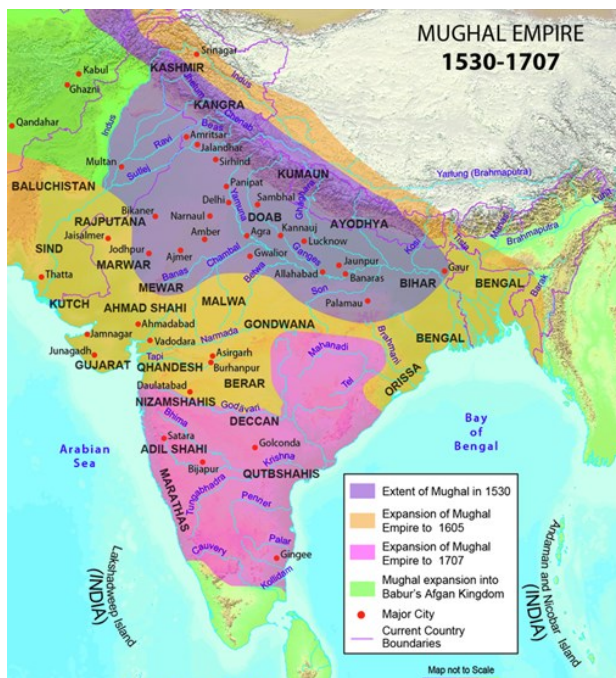 MUGHAL EMPIRE
1530-1707
Srinagar
KASHMIR
Indus
Kabul
Ghazni
Jhelum
Chenab
KANGRA
Qandahar
Indus
Beas
Ravi
Amritsar
Jalandhar
Sirhind
Multan
Sutlej
KUMAUN
Yarlung (Brahmaputra)
BALUCHISTAN
Panipat
Ghaghara
Delhi
Yamuna
Sambhal
Bikaner
Narnaul
DOAB
AYODHYA
Manas
Lohit
RAJPUTANA
Kannauj
Kosi
Tista
Brahmaputra
Jaisalmer
Amber
Agra
Lucknow
SIND
Jodhpur
Ajmer
Chambal
Gwalior
Ganges
Jaunpur
MARWAR
Banas
Betwa
Allahabad
Banaras
Gaur
Thatta
MEWAR
Son
BIHAR
BENGAL
Barak
KUTCH
AHMAD SHAHI
MALWA
Palamau
GONDWANA
Ahmadabad
Jamnagar
Vadodara
Narmada
Brahmani
BENGAL
Junagadh
Tapi
Asirgarh
Mahanadi
GUJARAT
QHANDESH
Burhanpur
Tel
ORISSA
Daulatabad
BERAR
NIZAMSHAHIS
Godavari
Bhima
DECCAN
Arabian
Sea
Bay
of
Bengal
Satara
ADIL SHAHI
Golconda
Krishna
Bijapur
QUTBSHAHIS
MARATHAS
Tungabhadra
Penner
Palar
Cauvery
Gingee
Kollidam
Lakshadweep Island
(INDIA)
Andaman and Nicobar Island
(INDIA)
Extent of Mughal in 1530
Expansion of Mughal
Empire to 1605
Expansion of Mughal
Empire to 1707
Mughal expansion into
Babur's Afgan Kingdom
Major City
Current Country
Boundaries
Map not to Scale